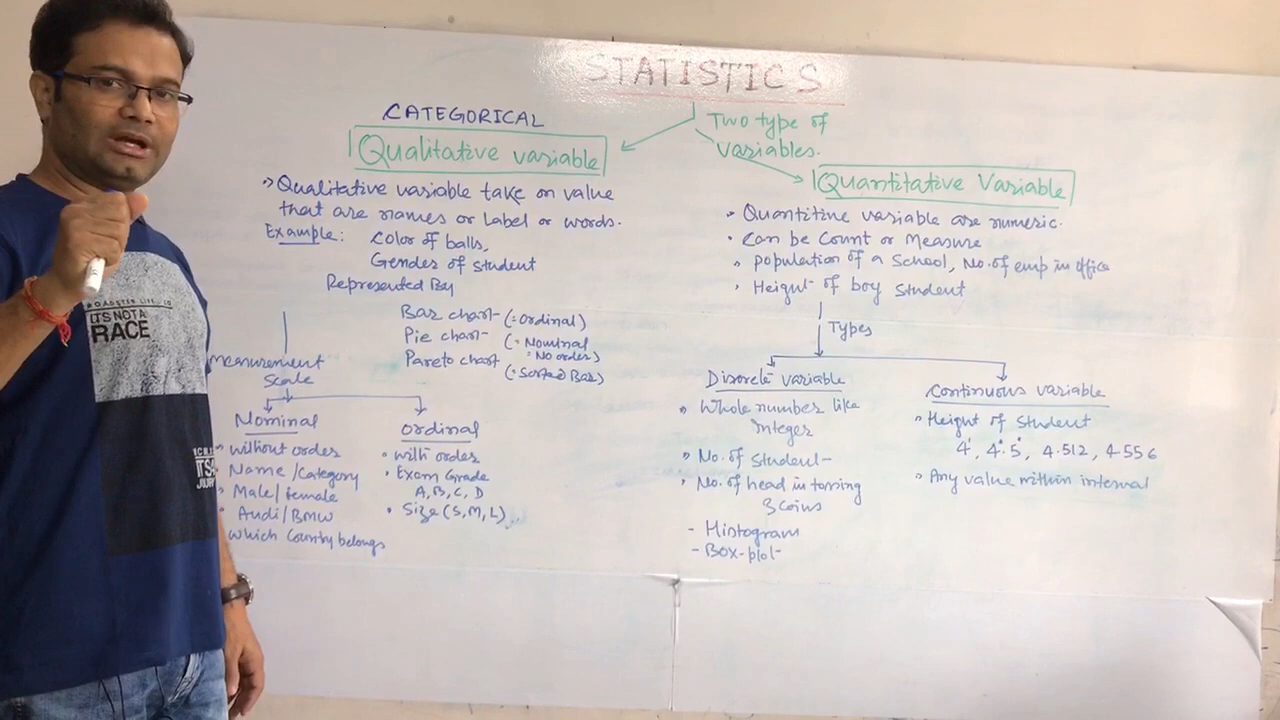 STATISTICS
CATEGORICAL
Two type of
Variables.
Qualitative variable
Quantitative Variable
Qualitative variable take on value
that are names or Label or words.
Example: Color of balls,
Gender of Student
Represented By
Bar chart (: Ordinal)
Pie chart (: Nominal
: No order)
Pareto chart (: Sorted Bar)
Measurement
Scale
Nominal
without order
Name / Category
Male / Female
Audi / BMW
which Country belongs
Ordinal
with order
Exam Grade
A, B, C, D
Size (S, M, L)
Quantitive variable are numeric.
Can be Count or Measure
Population of a School, No. of emp in office
Height of boy Student
Types
Discrete variable
Whole number like
integer
No. of Student
No. of head in tossing
3 coins
- Histogram
- Box-plot
Continuous variable
Height of Student
4', 4'.5", 4.512, 4.556
Any value within interval
ROADSTER LIFE CO
IT'S NOT A
RACE